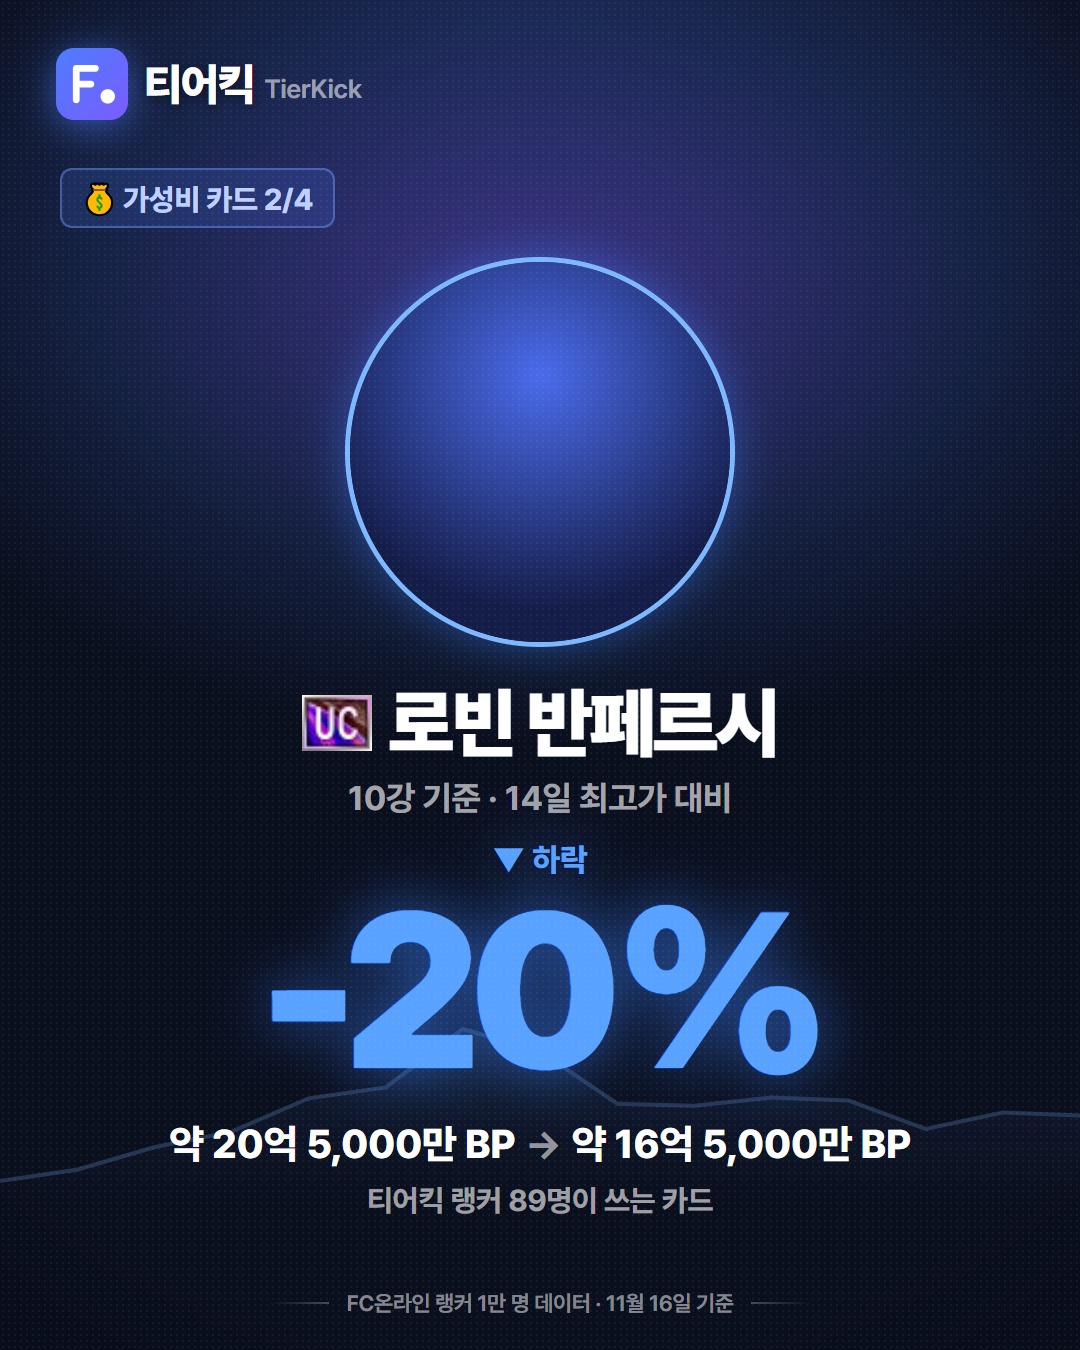 F. 티어킥 TierKick
💰 가성비 카드 2/4
UC 로빈 반페르시
10강 기준 · 14일 최고가 대비
▼ 하락
-20%
약 20억 5,000만 BP → 약 16억 5,000만 BP
티어킥 랭커 89명이 쓰는 카드
FC온라인 랭커 1만 명 데이터 · 11월 16일 기준